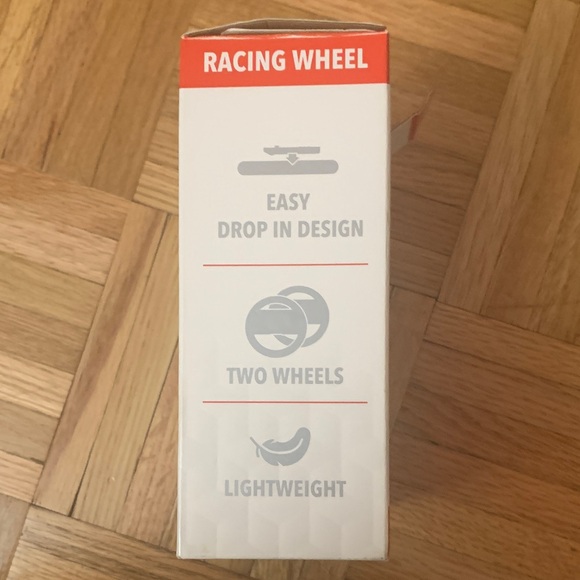 RACING WHEEL
EASY
DROP IN DESIGN
TWO WHEELS
LIGHTWEIGHT